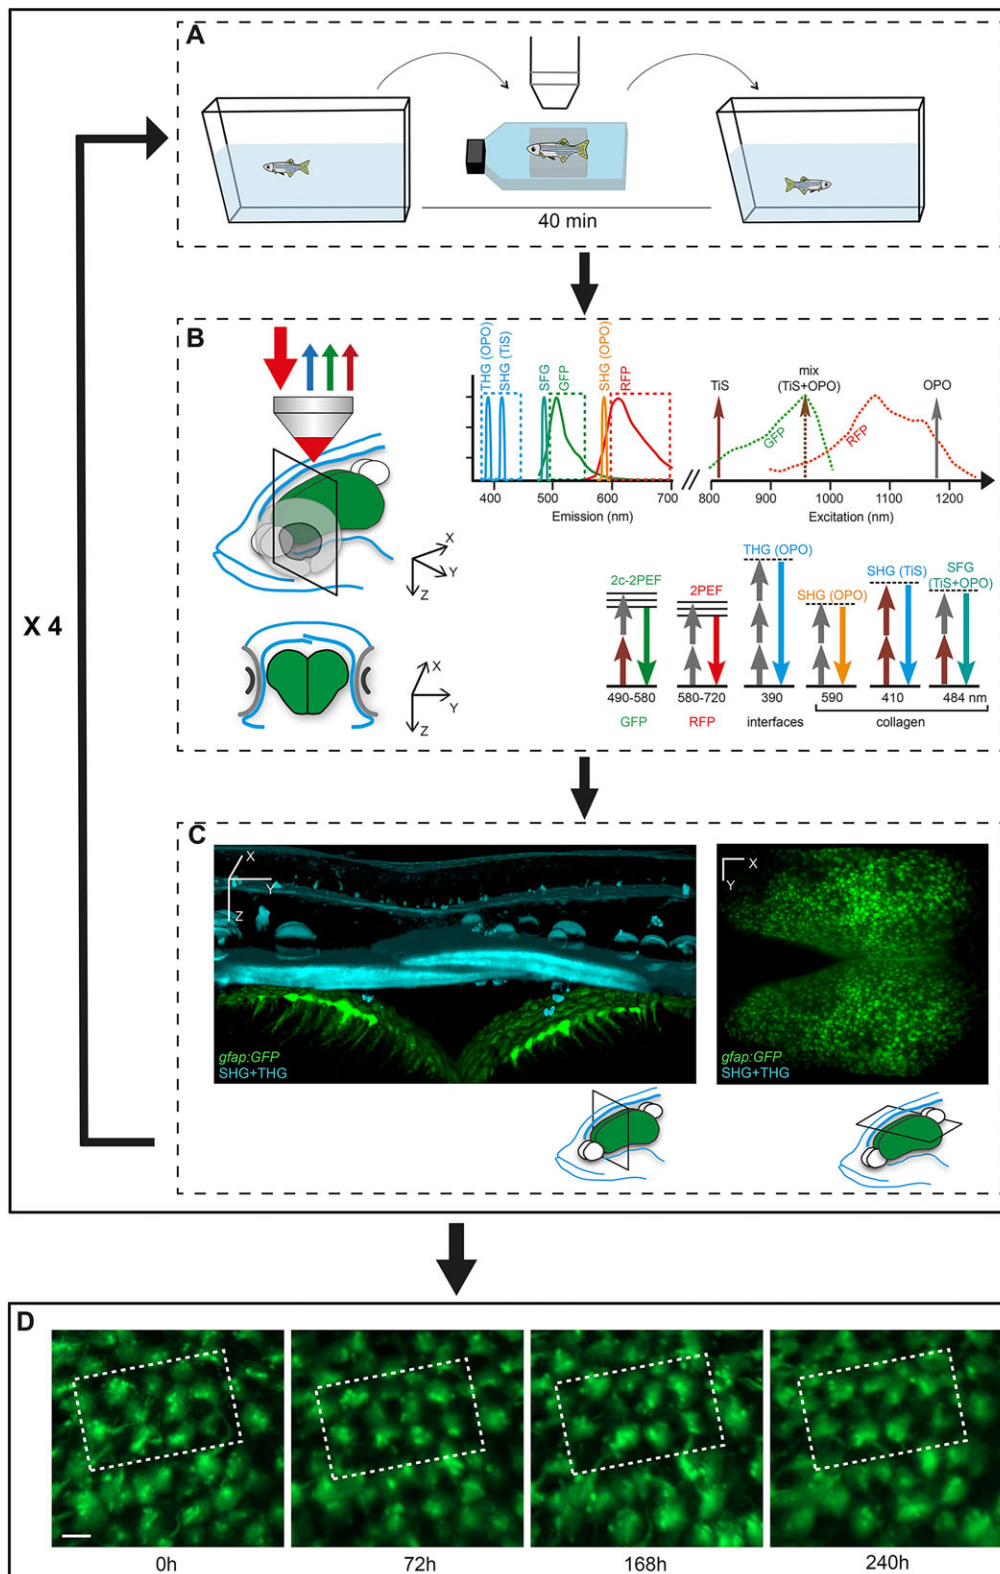 A
40 min
X 4
B
THG (OPO)
SHG (TiS)
SFG
GFP
SHG (OPO)
RFP
400
500
600
700
Emission (nm)
TiS
mix
(TiS+OPO)
OPO
GFP
RFP
800
900
1000
1100
1200
Excitation (nm)
X
Y
Z
X
Y
Z
2c-2PEF
2PEF
THG (OPO)
SHG (OPO)
SHG (TiS)
SFG
(TiS+OPO)
490-580
580-720
390
590
410
484 nm
GFP
RFP
interfaces
collagen
C
X
Y
Z
gfap:GFP
SHG+THG
X
Y
gfap:GFP
SHG+THG
D
0h
72h
168h
240h